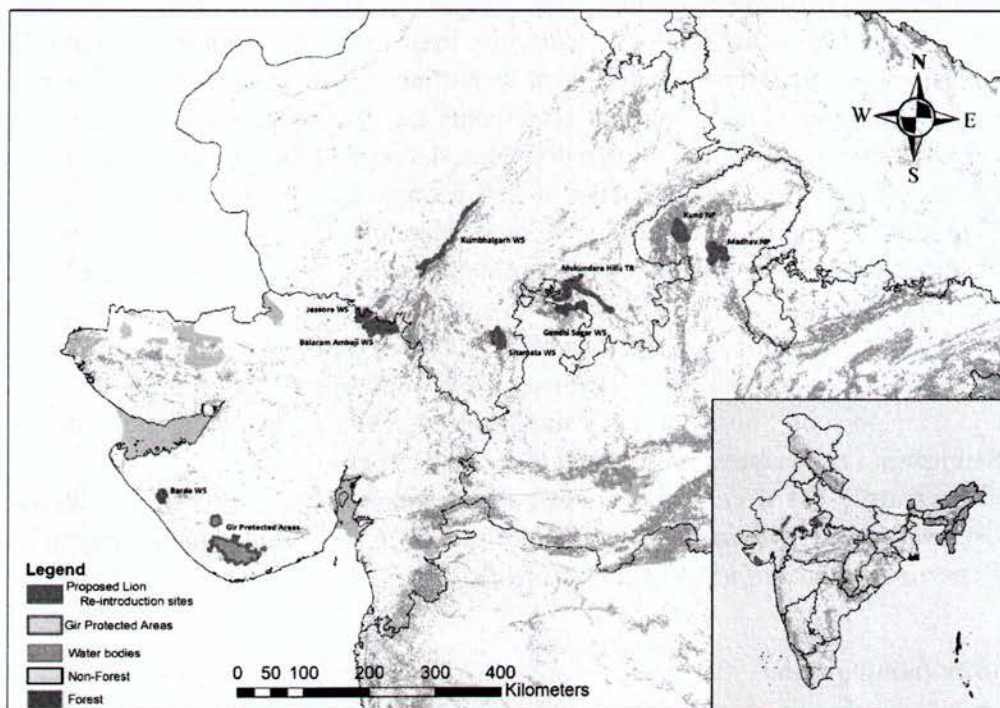 N
W
E
S
Kuno NP
Madhav NP
Kumbhalgarh WS
Mukundara Hills TR
Jessore WS
Balaram Ambaji WS
Gandhi Sagar WS
Sitamata WS
Barda WS
Gir Protected Areas
Legend
Proposed Lion
Re-introduction sites
Gir Protected Areas
Water bodies
Non-Forest
Forest
0 50 100 200 300 400
Kilometers